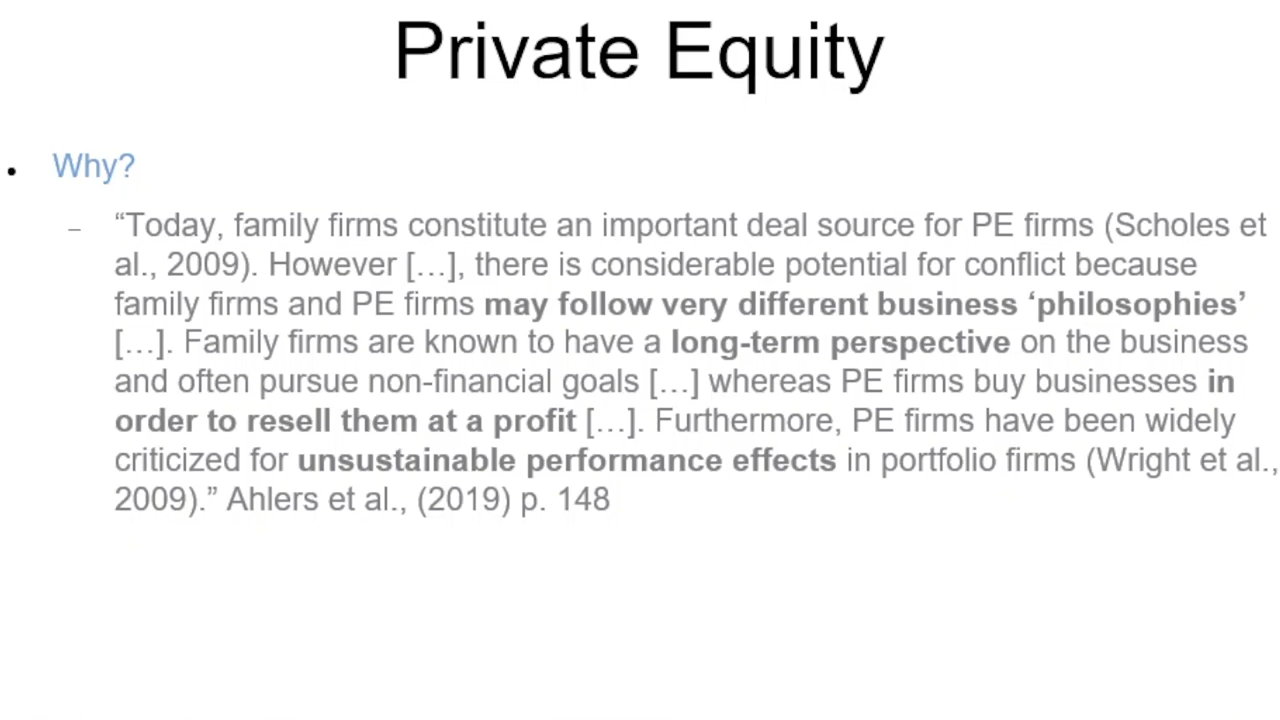 Private Equity
• Why?
– “Today, family firms constitute an important deal source for PE firms (Scholes et
al., 2009). However […], there is considerable potential for conflict because
family firms and PE firms may follow very different business ‘philosophies’
[…]. Family firms are known to have a long-term perspective on the business
and often pursue non-financial goals […] whereas PE firms buy businesses in
order to resell them at a profit […]. Furthermore, PE firms have been widely
criticized for unsustainable performance effects in portfolio firms (Wright et al.,
2009).” Ahlers et al., (2019) p. 148